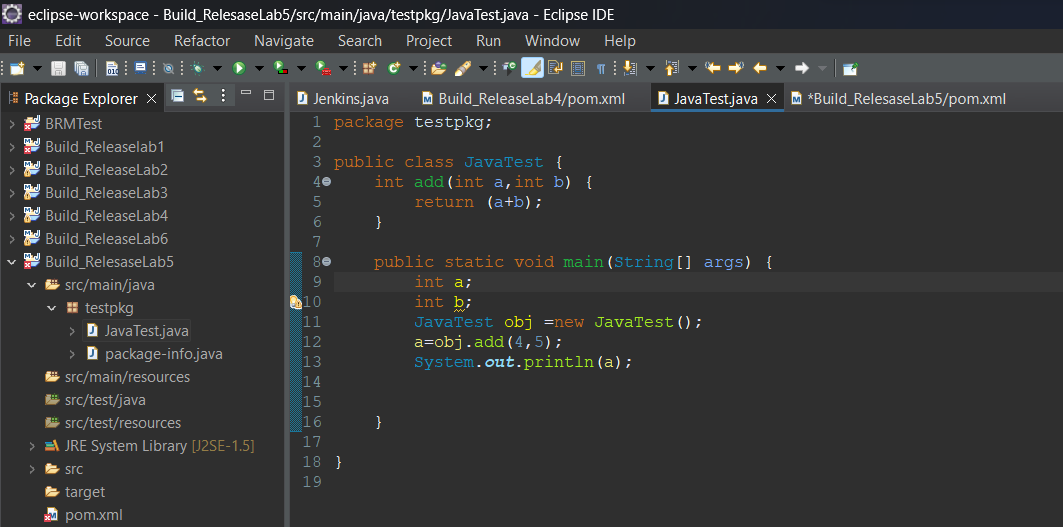 eclipse-workspace - Build_RelesaseLab5/src/main/java/testpkg/JavaTest.java - Eclipse IDE
File Edit Source Refactor Navigate Search Project Run Window Help
Package Explorer
Jenkins.java Build_ReleaseLab4/pom.xml JavaTest.java *Build_RelesaseLab5/pom.xml
BRMTest
Build_Releaselab1
Build_ReleaseLab2
Build_ReleaseLab3
Build_ReleaseLab4
Build_ReleaseLab6
Build_RelesaseLab5
src/main/java
testpkg
JavaTest.java
package-info.java
src/main/resources
src/test/java
src/test/resources
JRE System Library [J2SE-1.5]
src
target
pom.xml
1 package testpkg;
2
3 public class JavaTest {
4 int add(int a,int b) {
5 return (a+b);
6 }
7
8 public static void main(String[] args) {
9 int a;
10 int b;
11 JavaTest obj =new JavaTest();
12 a=obj.add(4,5);
13 System.out.println(a);
14
15
16 }
17
18 }
19